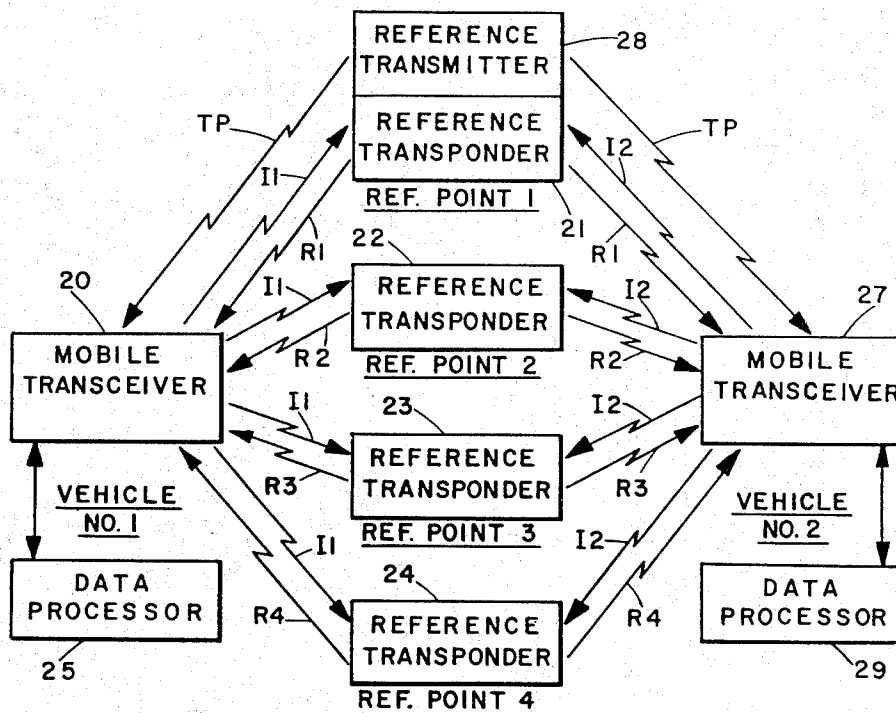 REFERENCE
TRANSMITTER
28
TP
TP
REFERENCE
TRANSPONDER
I1
I2
REF. POINT 1
21
R1
R1
22
20
I1
REFERENCE
TRANSPONDER
I2
27
MOBILE
TRANSCEIVER
R2
R2
MOBILE
TRANSCEIVER
REF. POINT 2
I1
23
I2
REFERENCE
TRANSPONDER
R3
R3
VEHICLE
NO. 1
REF. POINT 3
VEHICLE
NO. 2
I1
I2
24
DATA
PROCESSOR
R4
REFERENCE
TRANSPONDER
R4
DATA
PROCESSOR
25
29
REF. POINT 4